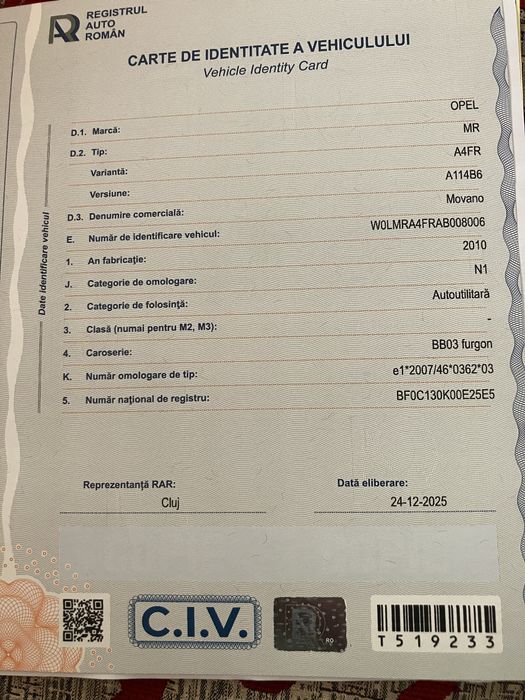 REGISTRUL
AUTO
ROMÂN
CARTE DE IDENTITATE A VEHICULULUI
Vehicle Identity Card
Date identificare vehicul
D.1. Marcă: OPEL
D.2. Tip: MR
Variantă: A4FR
Versiune: A114B6
D.3. Denumire comercială: Movano
E. Număr de identificare vehicul: W0LMRA4FRAB008006
1. An fabricație: 2010
J. Categorie de omologare: N1
2. Categorie de folosință: Autoutilitară
3. Clasă (numai pentru M2, M3): -
4. Caroserie: BB03 furgon
K. Număr omologare de tip: e1*2007/46*0362*03
5. Număr național de registru: BF0C130K00E25E5
Reprezentanță RAR: Dată eliberare:
Cluj 24-12-2025
C.I.V.
RO
T519233